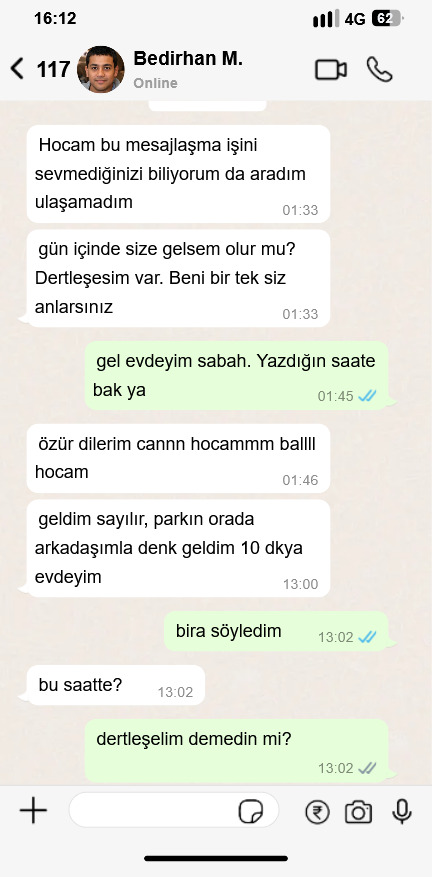 16:12
4G
62
117
Bedirhan M.
Online
Hocam bu mesajlaşma işini
sevmediğinizi biliyorum da aradım
ulaşamadım
01:33
gün içinde size gelsem olur mu?
Dertleşesim var. Beni bir tek siz
anlarsınız
01:33
gel evdeyim sabah. Yazdığın saate
bak ya
01:45
özür dilerim cannn hocammm ballll
hocam
01:46
geldim sayılır, parkın orada
arkadaşımla denk geldim 10 dkya
evdeyim
13:00
bira söyledim
13:02
bu saatte?
13:02
dertleşelim demedin mi?
13:02
₹